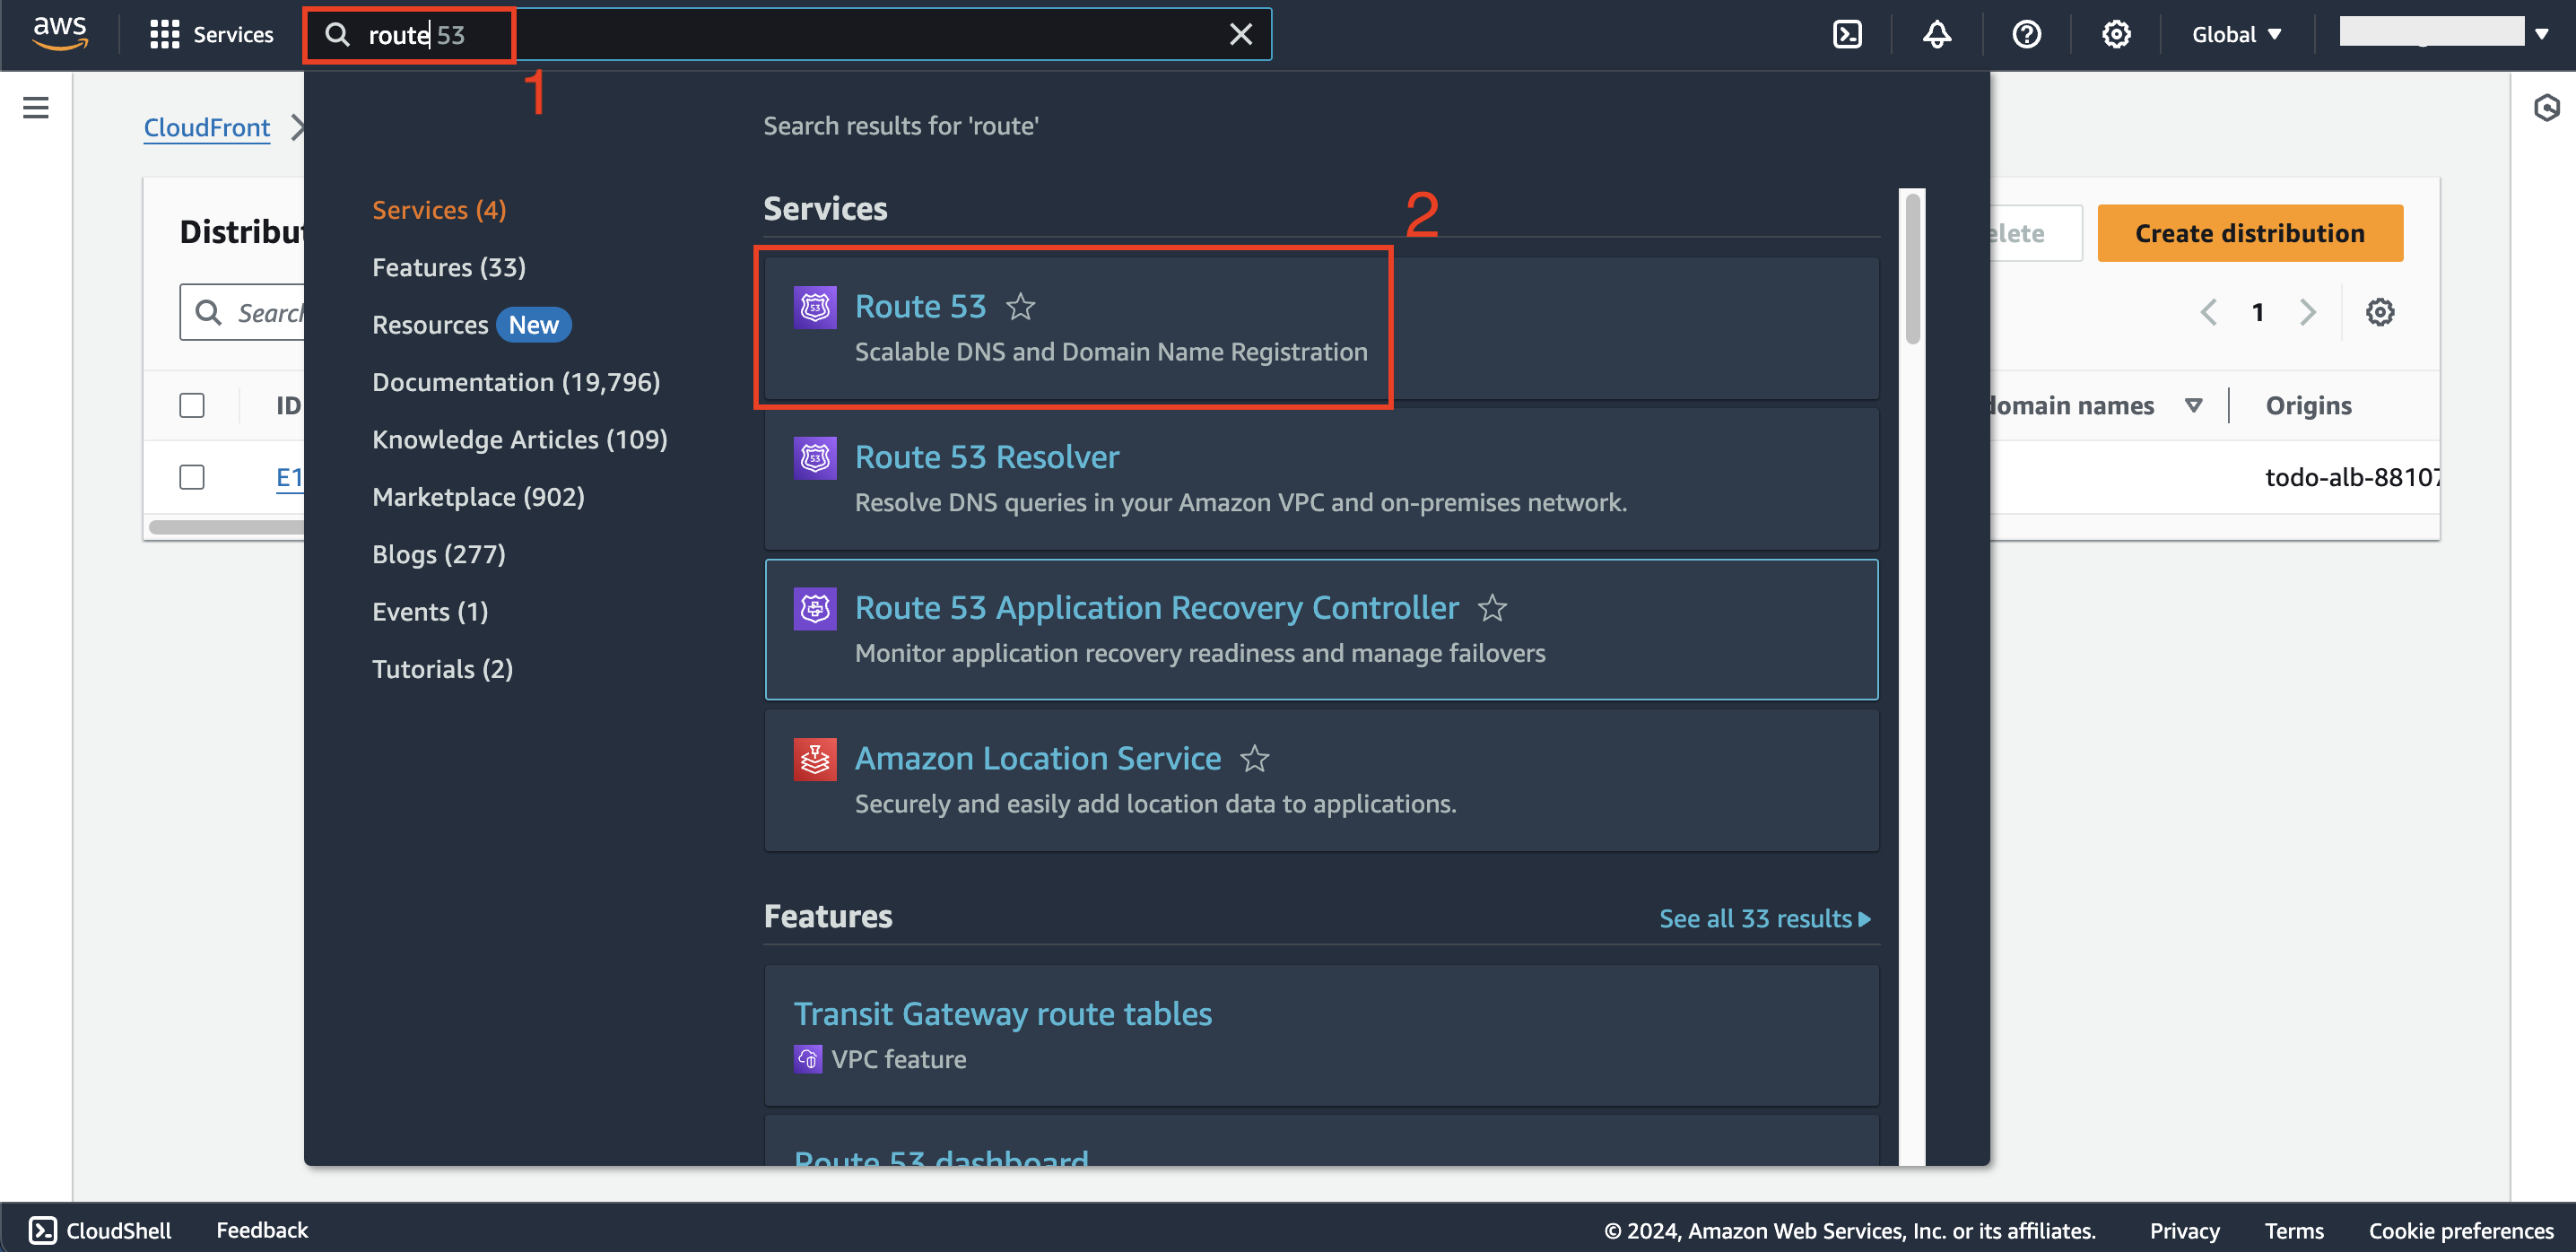 aws
Services
route 53
Global
1
CloudFront
Search results for 'route'
Services (4)
Features (33)
Resources New
Documentation (19,796)
Knowledge Articles (109)
Marketplace (902)
Blogs (277)
Events (1)
Tutorials (2)
Services
2
Route 53
Scalable DNS and Domain Name Registration
Route 53 Resolver
Resolve DNS queries in your Amazon VPC and on-premises network.
Route 53 Application Recovery Controller
Monitor application recovery readiness and manage failovers
Amazon Location Service
Securely and easily add location data to applications.
Features
See all 33 results
Transit Gateway route tables
VPC feature
Route 53 dashboard
Distribut
Search
ID
E1
elete
Create distribution
1
domain names
Origins
todo-alb-88107
CloudShell
Feedback
© 2024, Amazon Web Services, Inc. or its affiliates.
Privacy
Terms
Cookie preferences